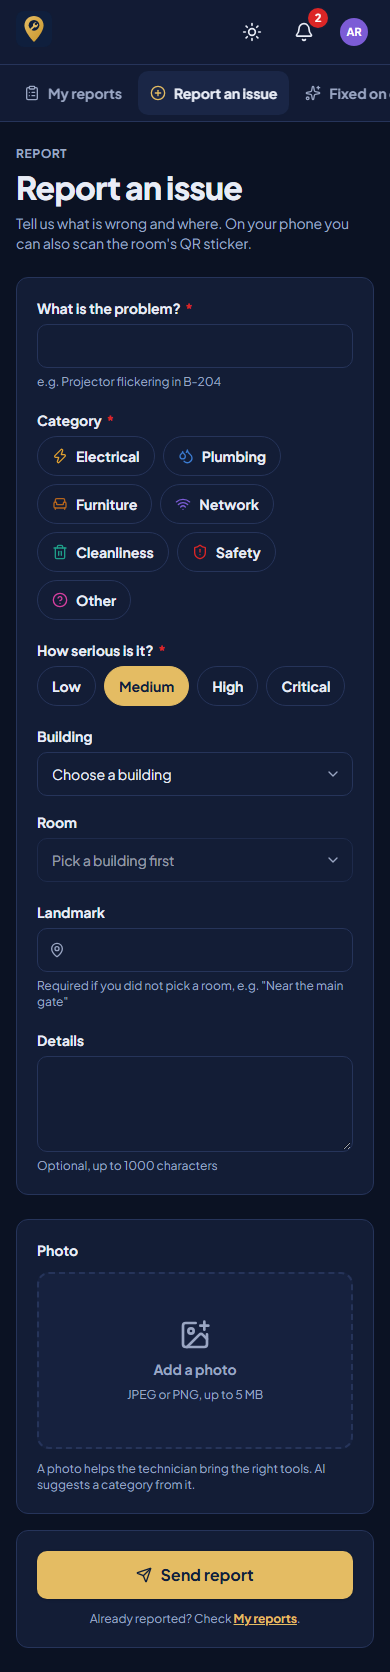 2
AR
My reports
Report an issue
Fixed on
REPORT
Report an issue
Tell us what is wrong and where. On your phone you
can also scan the room's QR sticker.
What is the problem? *
e.g. Projector flickering in B-204
Category *
Electrical
Plumbing
Furniture
Network
Cleanliness
Safety
Other
How serious is it? *
Low
Medium
High
Critical
Building
Choose a building
Room
Pick a building first
Landmark
Required if you did not pick a room, e.g. "Near the main
gate"
Details
Optional, up to 1000 characters
Photo
Add a photo
JPEG or PNG, up to 5 MB
A photo helps the technician bring the right tools. AI
suggests a category from it.
Send report
Already reported? Check My reports.